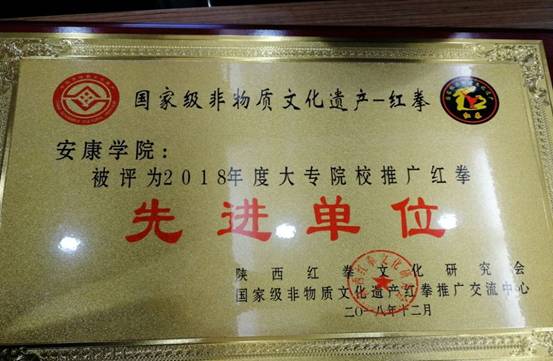 国家级非物质文化遗产-红拳
安康学院：
被评为2018年度大专院校推广红拳
先进单位
陕西红拳文化研究会
国家级非物质文化遗产红拳推广交流中心
二〇一八年十二月